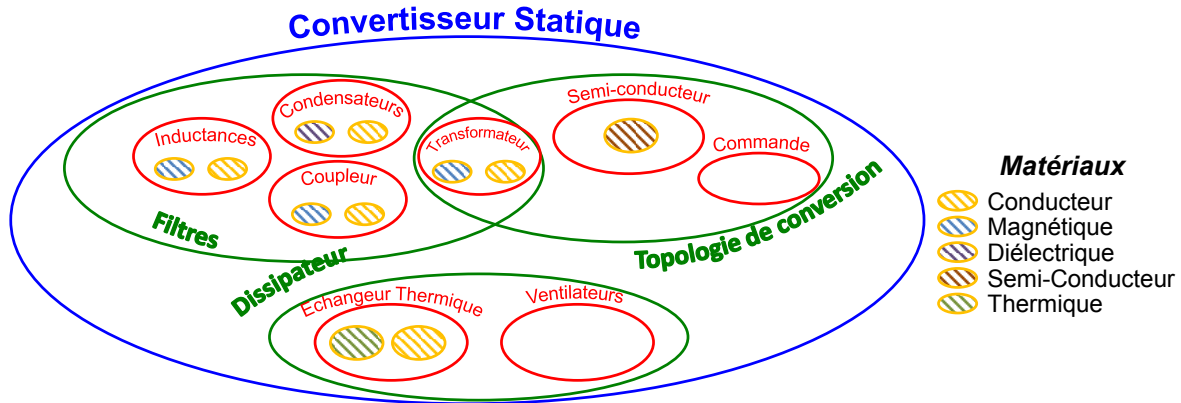 Convertisseur Statique
Condensateurs
Semi-conducteur
Inductances
Transformateur
Commande
Coupleur
Filtres
Topologie de conversion
Dissipateur
Echangeur Thermique
Ventilateurs
Matériaux
Conducteur
Magnétique
Diélectrique
Semi-Conducteur
Thermique